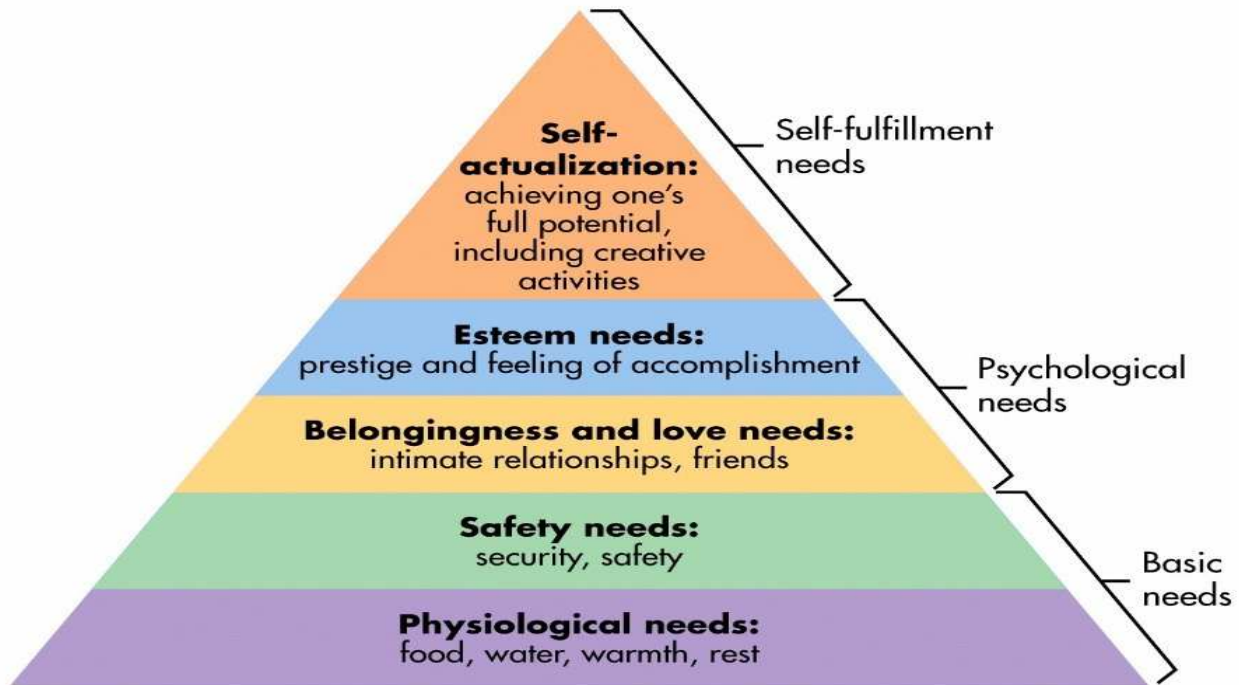 Self-
actualization:
achieving one's
full potential,
including creative
activities
Esteem needs:
prestige and feeling of accomplishment
Belongingness and love needs:
intimate relationships, friends
Safety needs:
security, safety
Physiological needs:
food, water, warmth, rest
Self-fulfillment
needs
Psychological
needs
Basic
needs